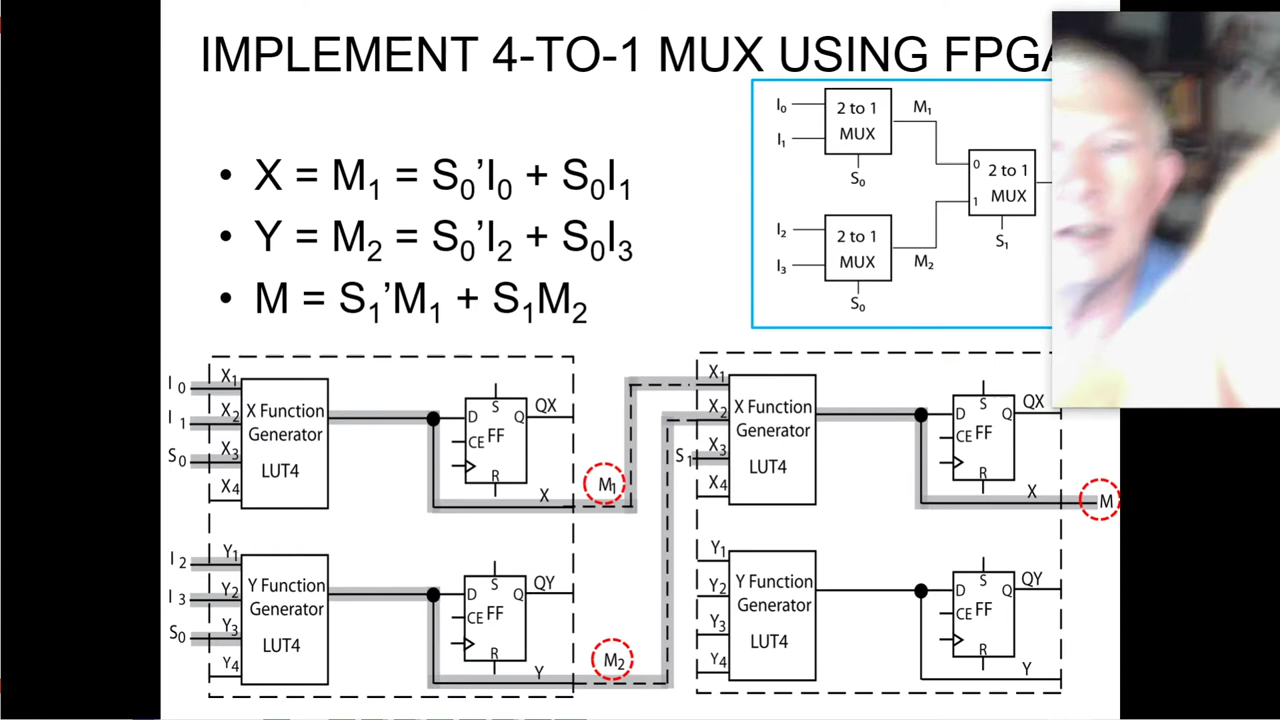 IMPLEMENT 4-TO-1 MUX USING FPGA
• X = M₁ = S₀’I₀ + S₀I₁
• Y = M₂ = S₀’I₂ + S₀I₃
• M = S₁’M₁ + S₁M₂
I₀
I₁
2 to 1
MUX
S₀
M₁
I₂
I₃
2 to 1
MUX
S₀
M₂
0
1
2 to 1
MUX
S₁
I₀
I₁
S₀
X₁
X₂
X₃
X₄
X Function
Generator
LUT4
S
D
Q
CE
FF
R
QX
X
M₁
I₂
I₃
S₀
Y₁
Y₂
Y₃
Y₄
Y Function
Generator
LUT4
S
D
Q
CE
FF
R
QY
Y
M₂
S₁
X₁
X₂
X₃
X₄
X Function
Generator
LUT4
S
D
Q
CE
FF
R
QX
X
M
Y₁
Y₂
Y₃
Y₄
Y Function
Generator
LUT4
S
D
Q
CE
FF
R
QY
Y